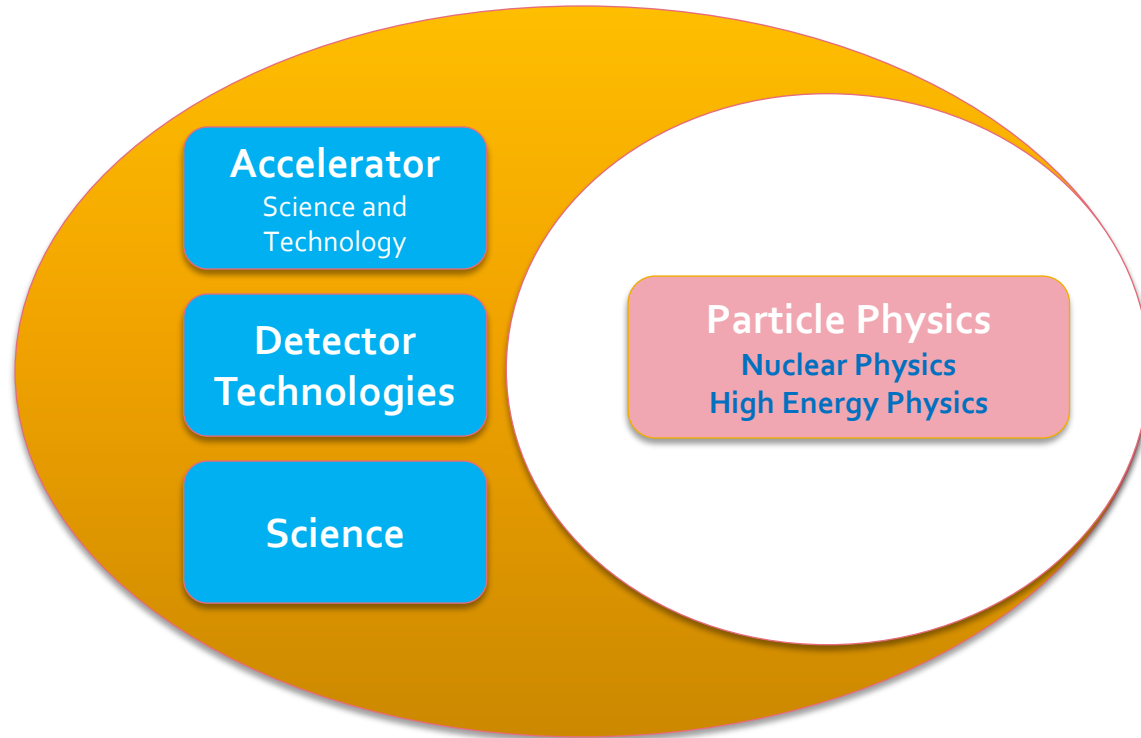 Accelerator
Science and
Technology
Detector
Technologies
Science
Particle Physics
Nuclear Physics
High Energy Physics